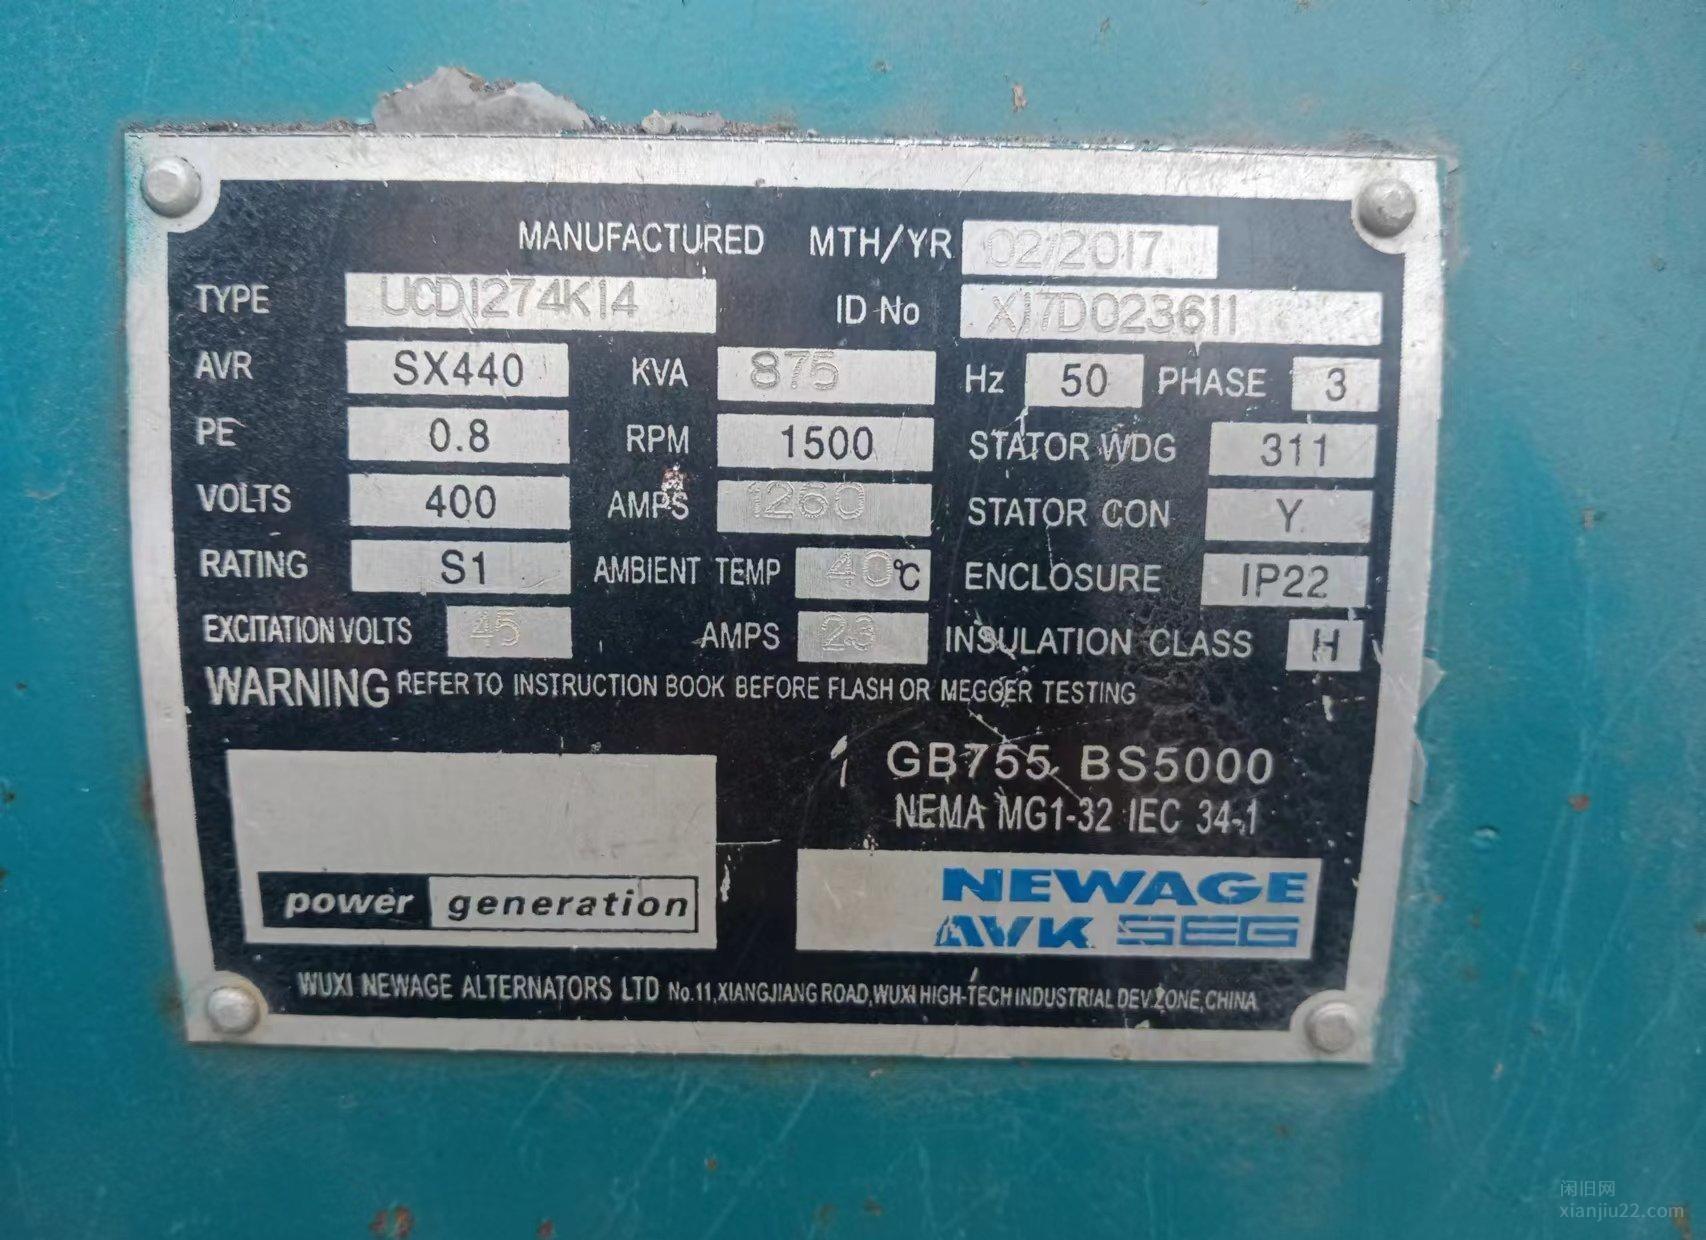 MANUFACTURED MTH/YR 02/2017
TYPE UCDI274K14 ID No X17D023611
AVR SX440 KVA 875 Hz 50 PHASE 3
PE 0.8 RPM 1500 STATOR WDG 311
VOLTS 400 AMPS 1260 STATOR CON Y
RATING S1 AMBIENT TEMP 40℃ ENCLOSURE IP22
EXCITATION VOLTS 45 AMPS 2.3 INSULATION CLASS H
WARNING REFER TO INSTRUCTION BOOK BEFORE FLASH OR MEGGER TESTING
GB755 BS5000
NEMA MG1-32 IEC 34-1
power generation
NEWAGE
AVK SEG
WUXI NEWAGE ALTERNATORS LTD No.11,XIANGJIANG ROAD,WUXI HIGH-TECH INDUSTRIAL DEV.ZONE,CHINA
闲旧网
xianjiu22.com